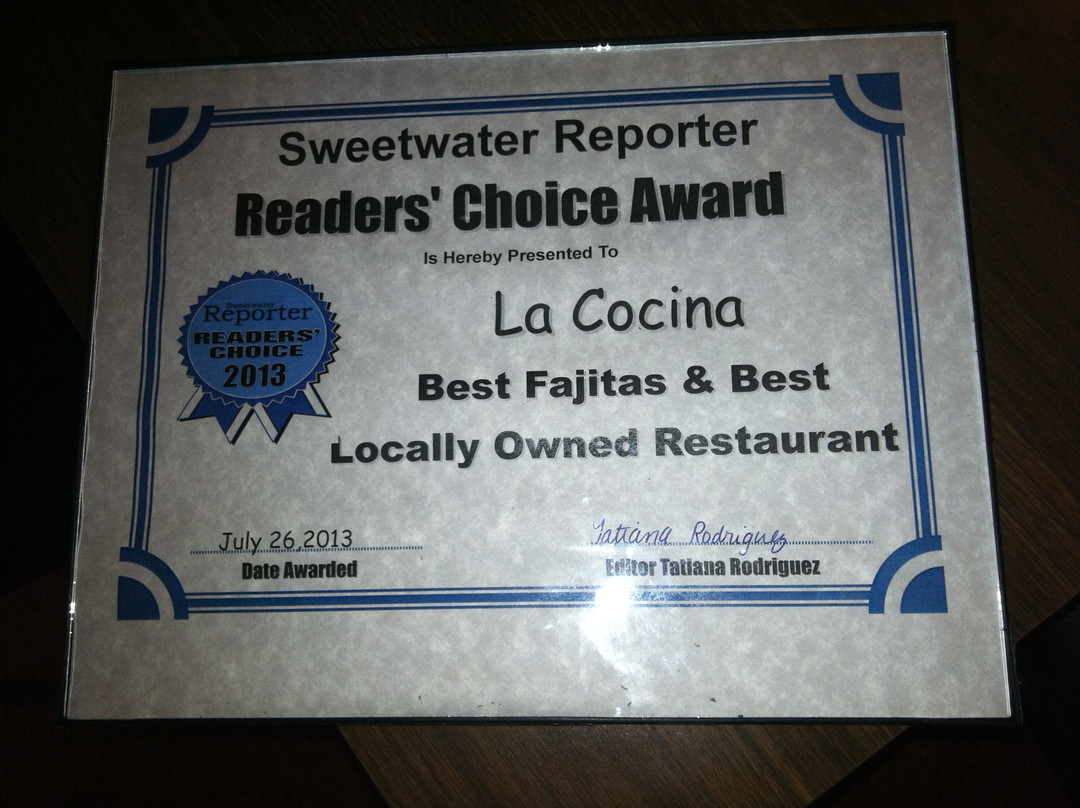 Sweetwater Reporter
Readers' Choice Award
Is Hereby Presented To
La Cocina
Best Fajitas & Best
Locally Owned Restaurant
Sweetwater
Reporter
READERS'
CHOICE
2013
July 26,2013
Date Awarded
Tatiana Rodriguez
Editor Tatiana Rodriguez